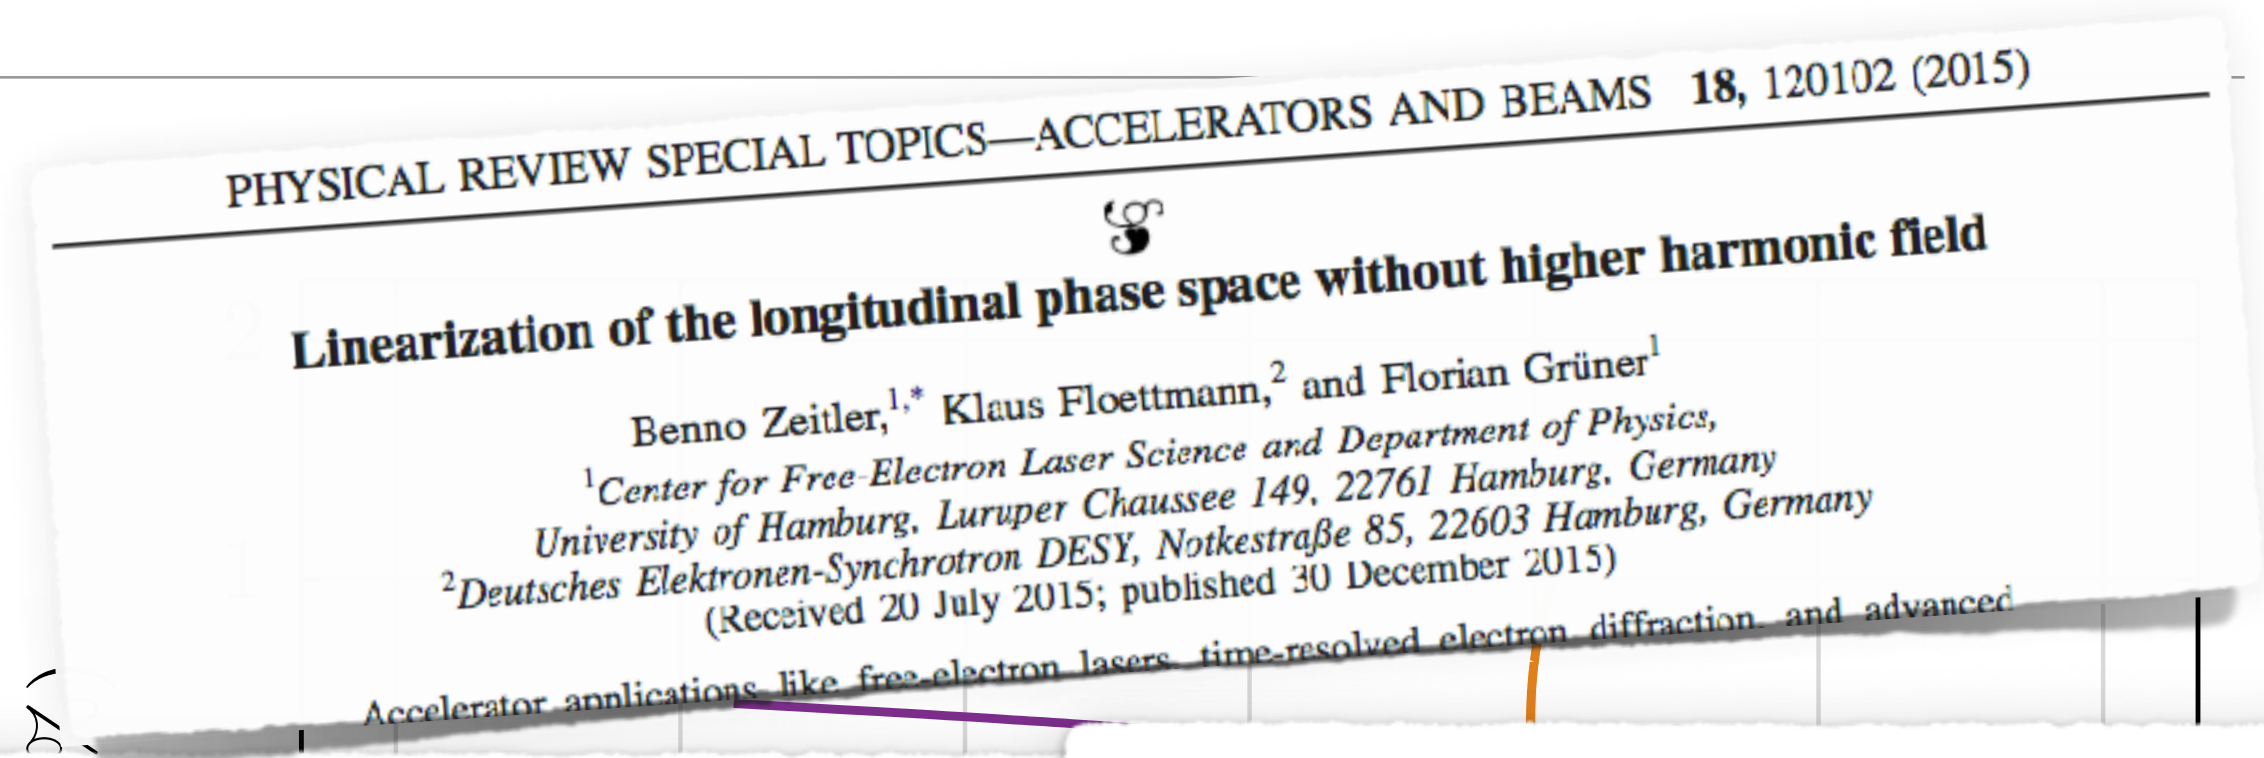 PHYSICAL REVIEW SPECIAL TOPICS—ACCELERATORS AND BEAMS 18, 120102 (2015)
Linearization of the longitudinal phase space without higher harmonic field
Benno Zeitler,1,* Klaus Floettmann,2 and Florian Grüner1
1Center for Free-Electron Laser Science and Department of Physics,
University of Hamburg, Luruper Chaussee 149, 22761 Hamburg, Germany
2Deutsches Elektronen-Synchrotron DESY, Notkestraße 85, 22603 Hamburg, Germany
(Received 20 July 2015; published 30 December 2015)
Accelerator applications like free-electron lasers, time-resolved electron diffraction, and advanced
2
1